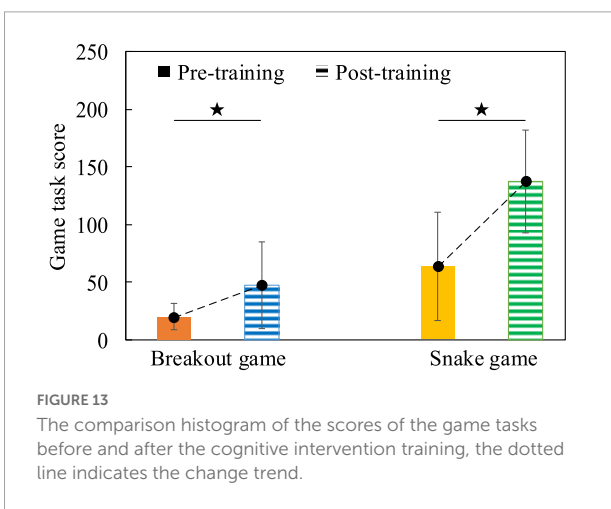 250
200
150
100
50
0
Game task score
Pre-training Post-training
★ ★
Breakout game Snake game
FIGURE 13
The comparison histogram of the scores of the game tasks
before and after the cognitive intervention training, the dotted
line indicates the change trend.